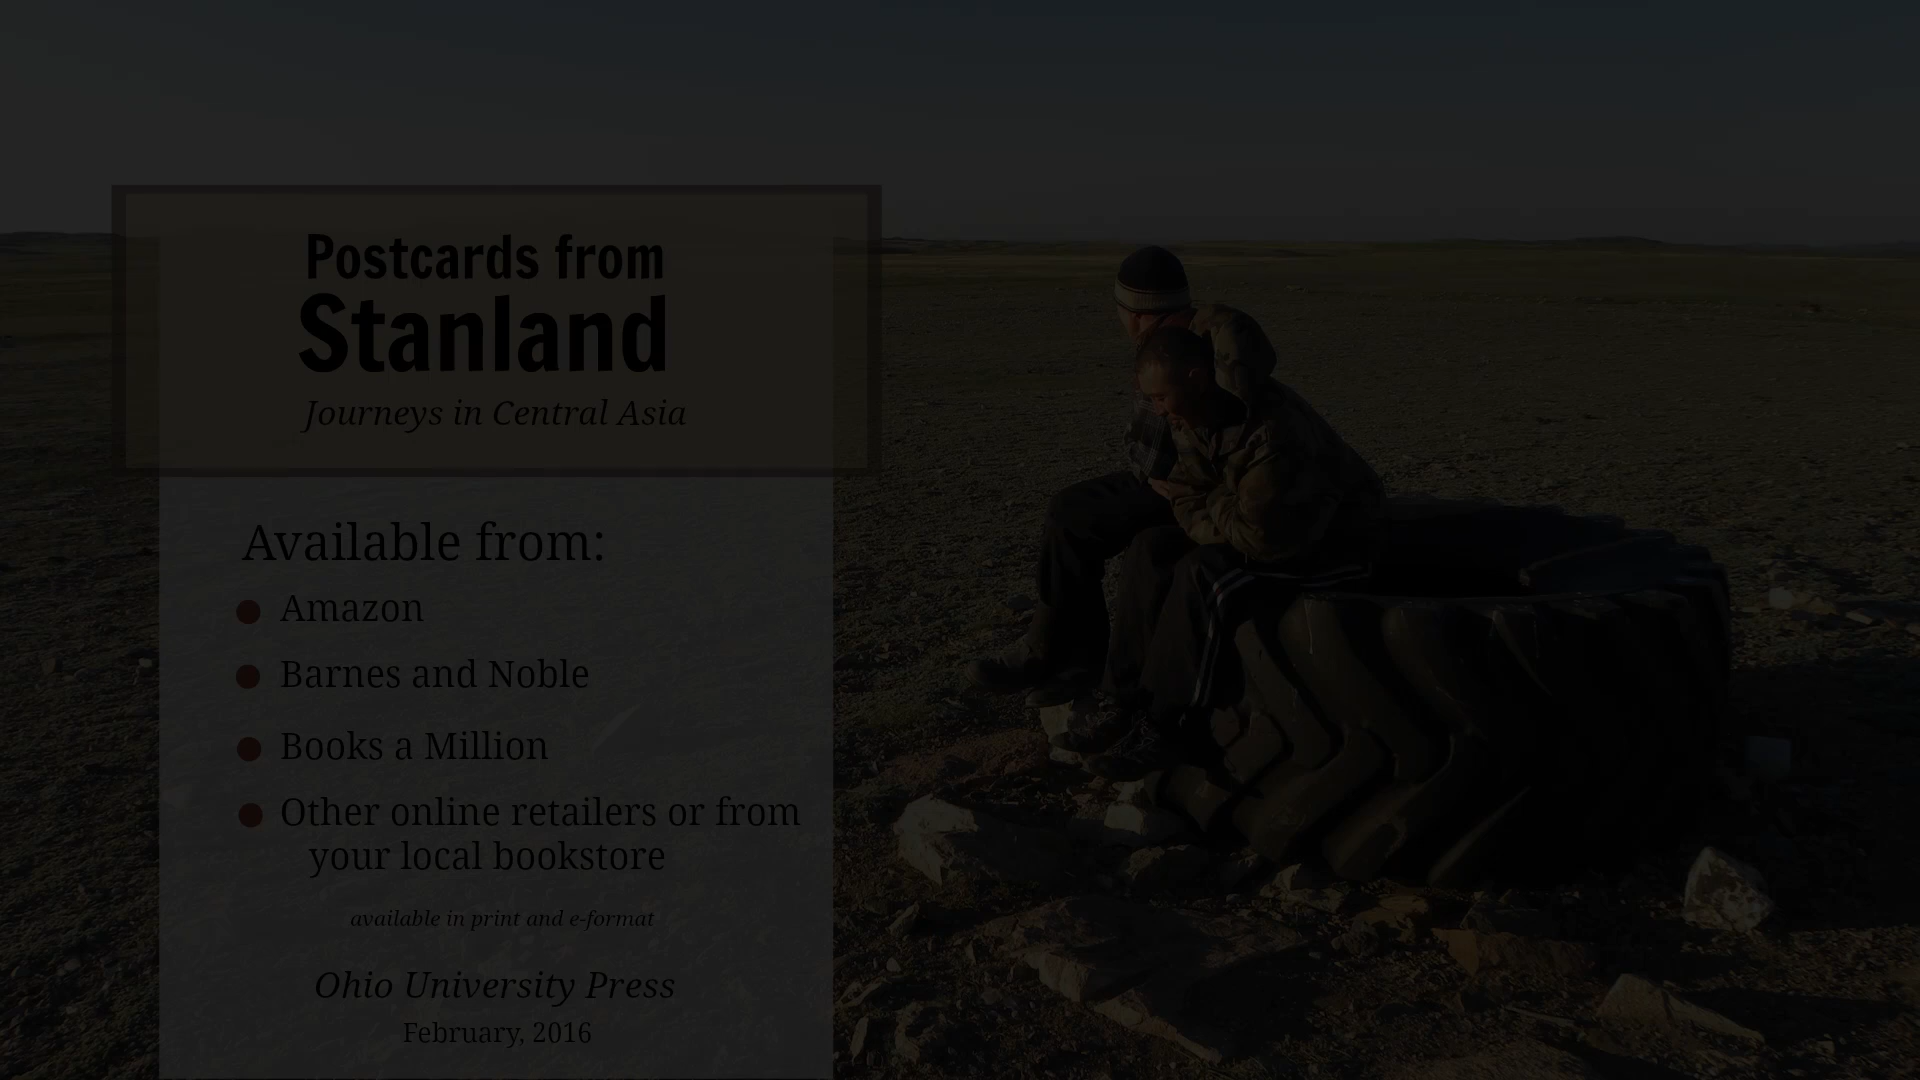 Postcards from
Stanland
Journeys in Central Asia
Available from:
Amazon
Barnes and Noble
Books a Million
Other online retailers or from
your local bookstore
available in print and e-format
Ohio University Press
February, 2016